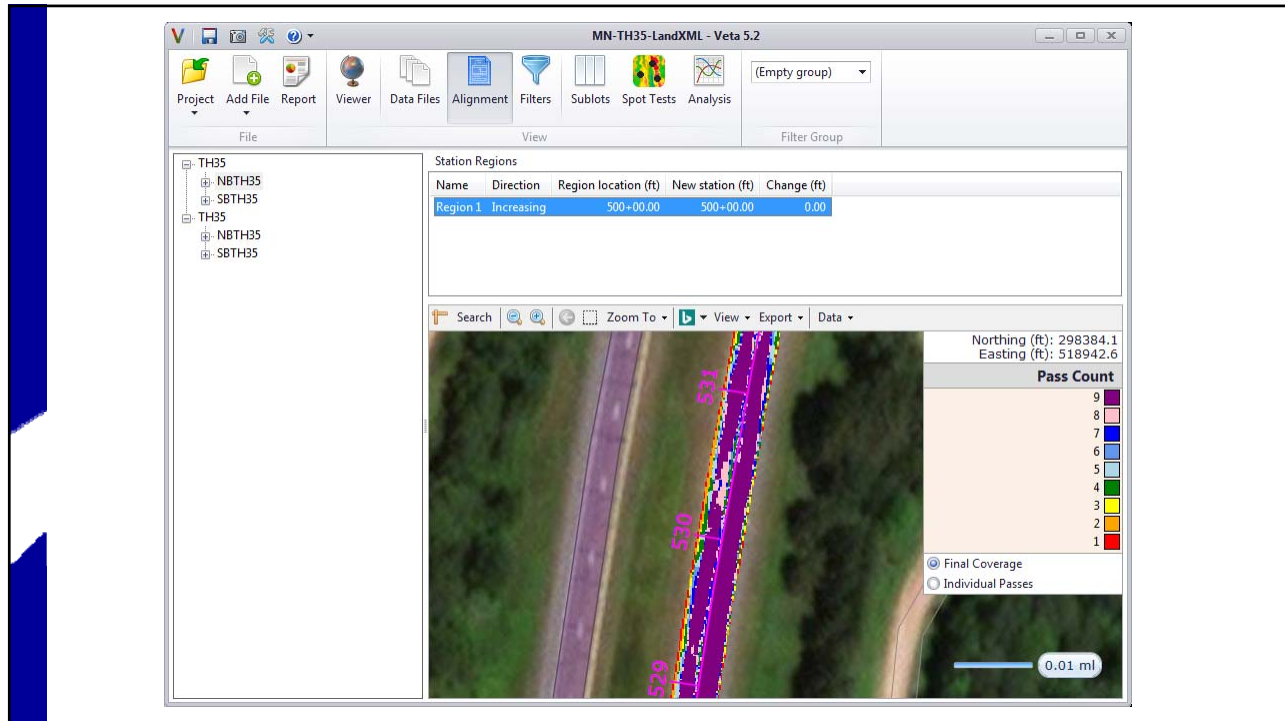 MN-TH35-LandXML - Veta 5.2
Project Add File Report Viewer Data Files Alignment Filters Sublots Spot Tests Analysis (Empty group)
File View Filter Group
TH35
NBTH35
SBTH35
TH35
NBTH35
SBTH35
Station Regions
Name Direction Region location (ft) New station (ft) Change (ft)
Region 1 Increasing 500+00.00 500+00.00 0.00
Search Zoom To View Export Data
Northing (ft): 298384.1
Easting (ft): 518942.6
Pass Count
9
8
7
6
5
4
3
2
1
Final Coverage
Individual Passes
531
530
529
0.01 ml